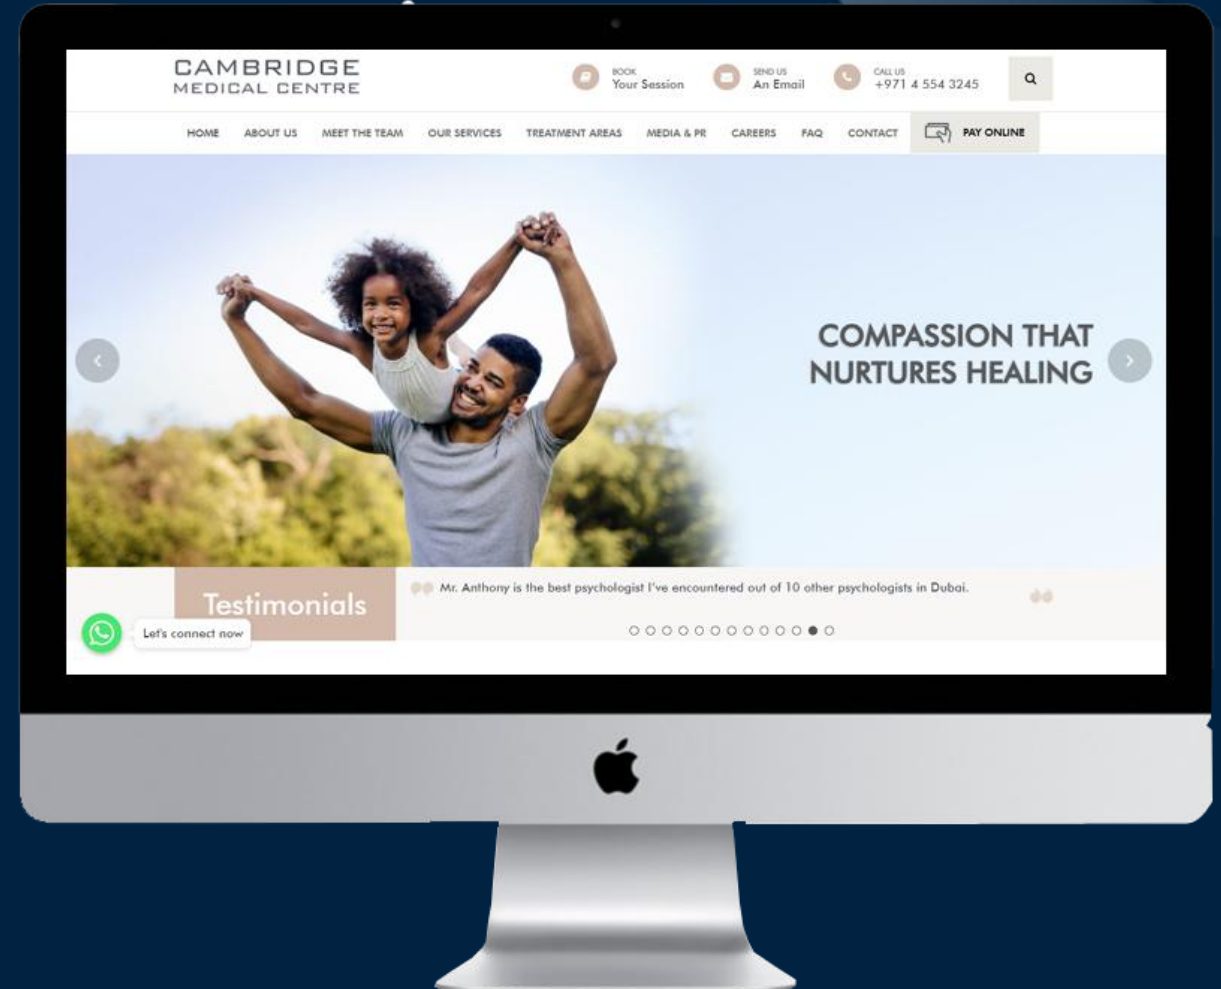 CAMBRIDGE
MEDICAL CENTRE
BOOK
Your Session
SEND US
An Email
CALL US
+971 4 554 3245
HOME ABOUT US MEET THE TEAM OUR SERVICES TREATMENT AREAS MEDIA & PR CAREERS FAQ CONTACT PAY ONLINE
COMPASSION THAT
NURTURES HEALING
Testimonials
Mr. Anthony is the best psychologist I've encountered out of 10 other psychologists in Dubai.
Let's connect now